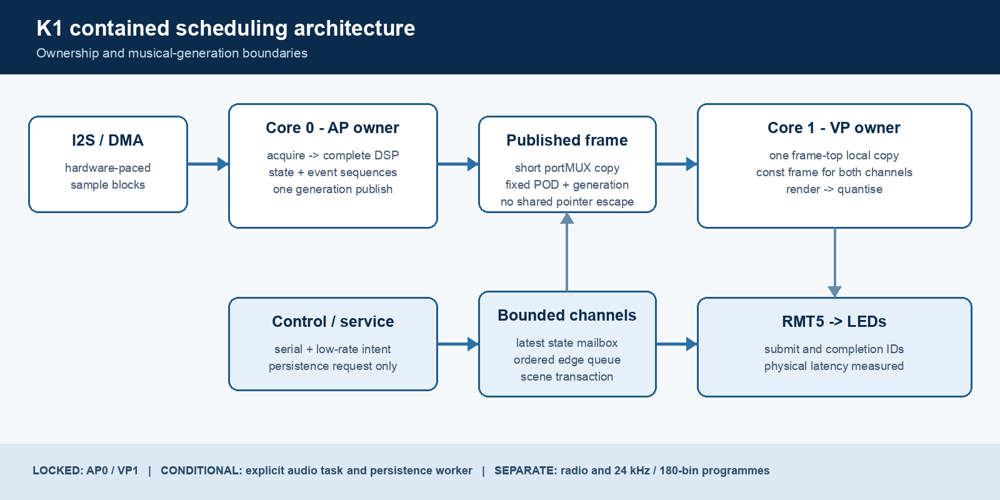 K1 contained scheduling architecture
Ownership and musical-generation boundaries
I2S / DMA
hardware-paced
sample blocks
Core 0 - AP owner
acquire -> complete DSP
state + event sequences
one generation publish
Published frame
short portMUX copy
fixed POD + generation
no shared pointer escape
Core 1 - VP owner
one frame-top local copy
const frame for both channels
render -> quantise
Control / service
serial + low-rate intent
persistence request only
Bounded channels
latest state mailbox
ordered edge queue
scene transaction
RMT5 -> LEDs
submit and completion IDs
physical latency measured
LOCKED: AP0 / VP1 | CONDITIONAL: explicit audio task and persistence worker | SEPARATE: radio and 24 kHz / 180-bin programmes